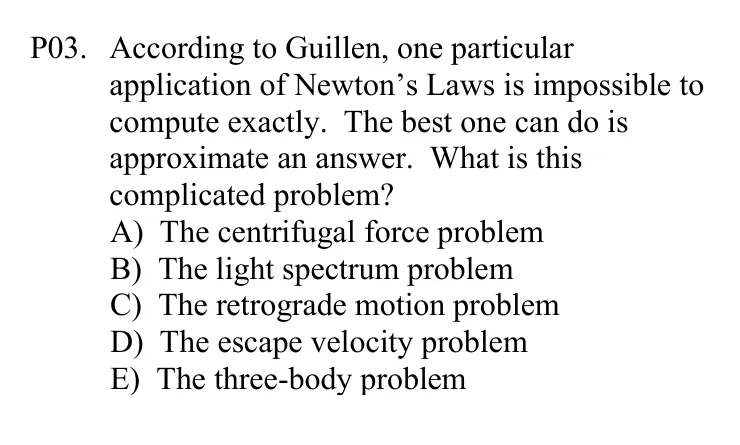 P03. According to Guillen, one particular
application of Newton’s Laws is impossible to
compute exactly. The best one can do is
approximate an answer. What is this
complicated problem?
A) The centrifugal force problem
B) The light spectrum problem
C) The retrograde motion problem
D) The escape velocity problem
E) The three-body problem